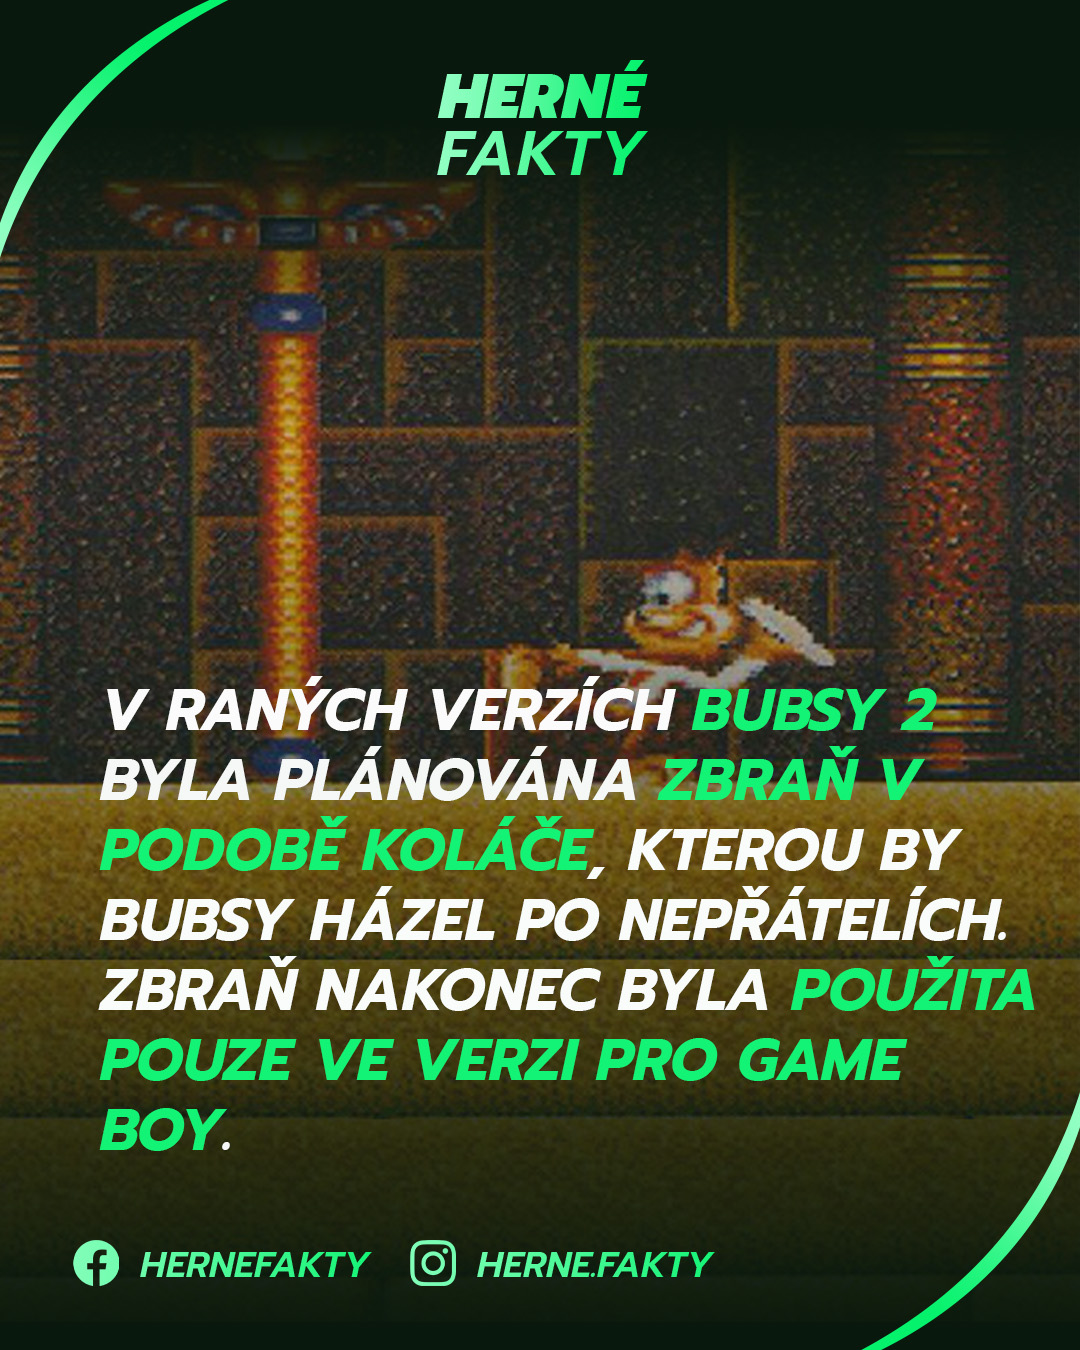 HERNÉ
FAKTY
V RANÝCH VERZÍCH BUBSY 2
BYLA PLÁNOVÁNA ZBRAŇ V
PODOBĚ KOLÁČE, KTEROU BY
BUBSY HÁZEL PO NEPŘÁTELÍCH.
ZBRAŇ NAKONEC BYLA POUŽITA
POUZE VE VERZI PRO GAME
BOY.
HERNEFAKTY
HERNE.FAKTY